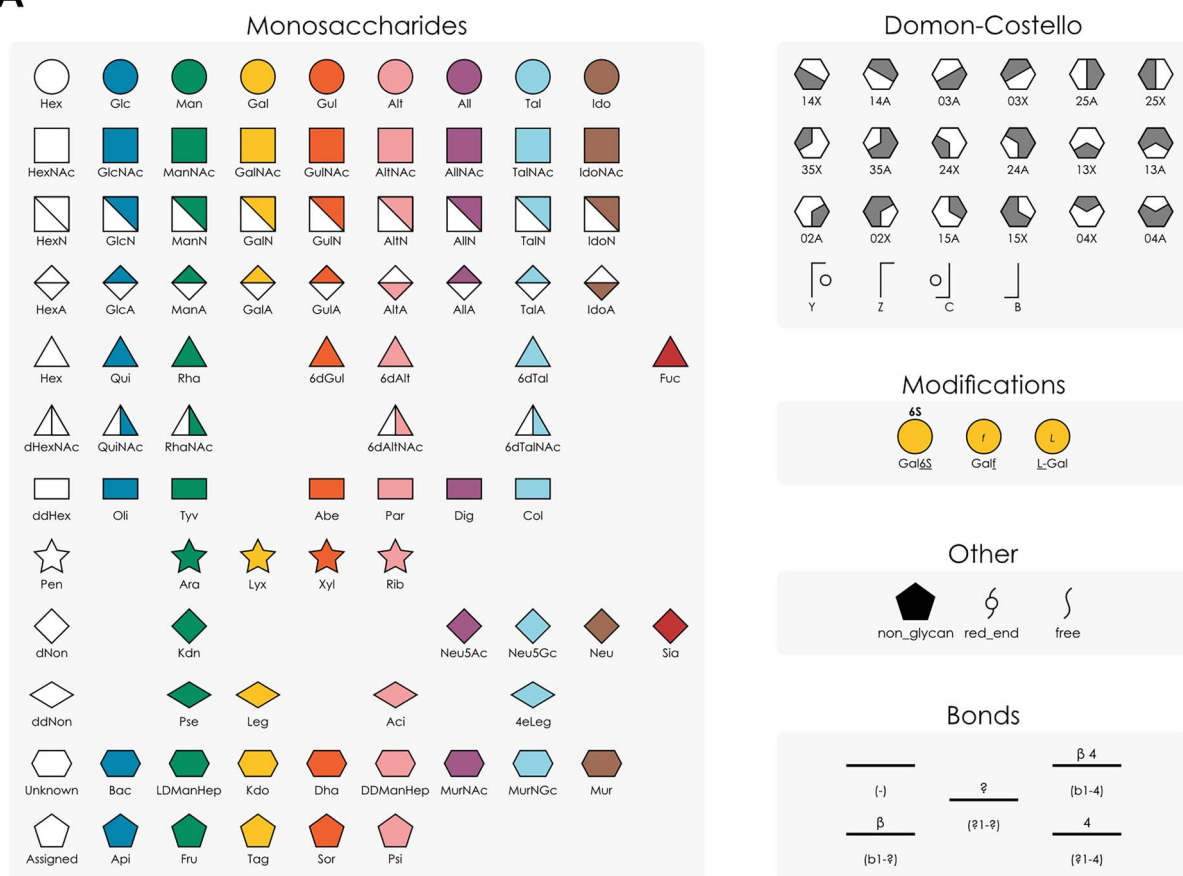 A
Monosaccharides
Hex Glc Man Gal Gul Alt All Tal Ido
HexNAc GlcNAc ManNAc GalNAc GulNAc AltNAc AllNAc TalNAc IdoNAc
HexN GlcN ManN GalN GulN AltN AllN TalN IdoN
HexA GlcA ManA GalA GulA AltA AllA TalA IdoA
Hex Qui Rha 6dGul 6dAlt 6dTal Fuc
dHexNAc QuiNAc RhaNAc 6dAltNAc 6dTalNAc
ddHex Oli Tyv Abe Par Dig Col
Pen Ara Lyx Xyl Rib
dNon Kdn Neu5Ac Neu5Gc Neu Sia
ddNon Pse Leg Aci 4eLeg
Unknown Bac LDManHep Kdo Dha DDManHep MurNAc MurNGc Mur
Assigned Api Fru Tag Sor Psi
Domon-Costello
14X 14A 03A 03X 25A 25X
35X 35A 24X 24A 13X 13A
02A 02X 15A 15X 04X 04A
Y Z C B
Modifications
6S
f L
Gal6S Galf L-Gal
Other
non_glycan red_end free
Bonds
β 4
(-) ? (b1-4)
β (?1-?) 4
(b1-?) (?1-4)